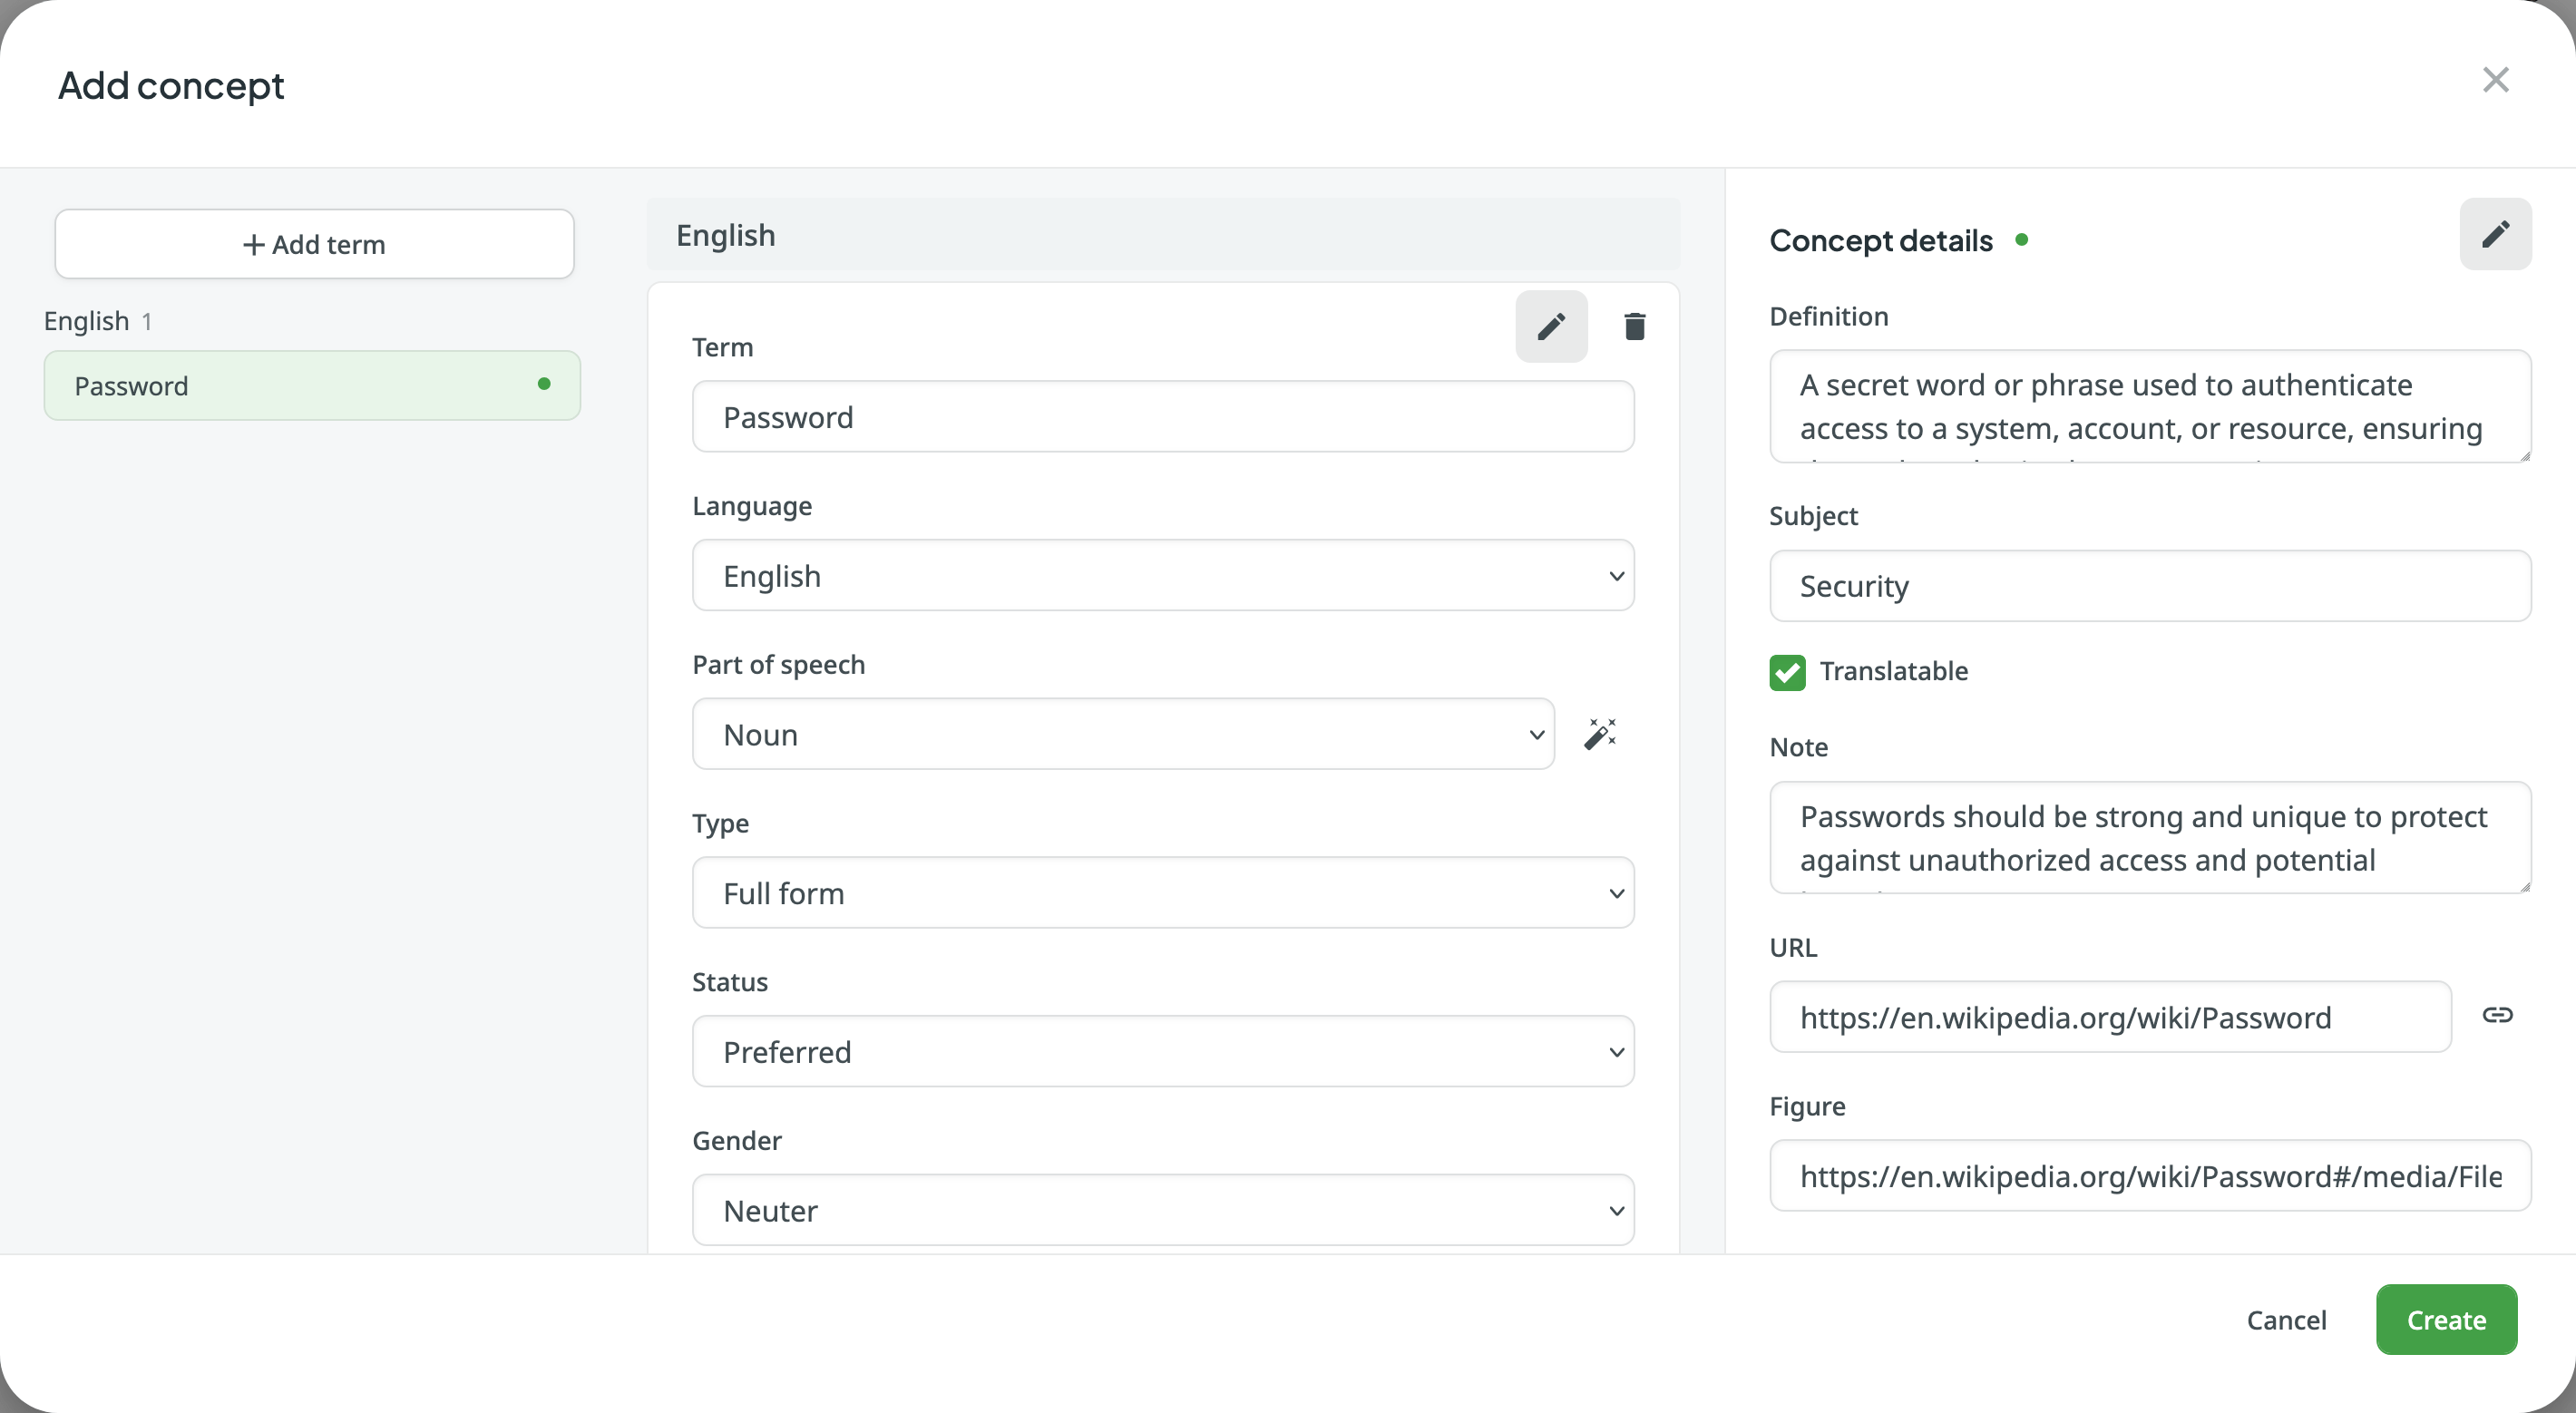 Add concept
+ Add term
English 1
Password
English
Term
Password
Language
English
Part of speech
Noun
Type
Full form
Status
Preferred
Gender
Neuter
Concept details
Definition
A secret word or phrase used to authenticate
access to a system, account, or resource, ensuring
Subject
Security
Translatable
Note
Passwords should be strong and unique to protect
against unauthorized access and potential
URL
https://en.wikipedia.org/wiki/Password
Figure
https://en.wikipedia.org/wiki/Password#/media/File
Cancel
Create